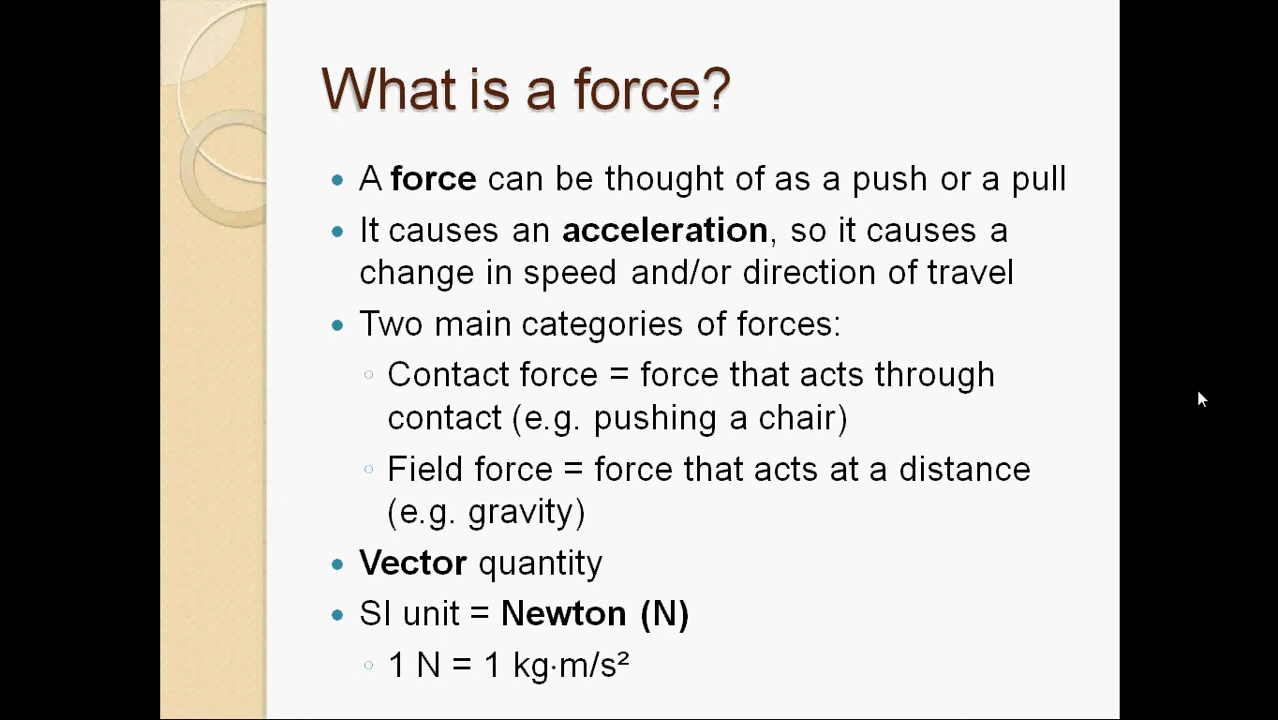 What is a force?
• A force can be thought of as a push or a pull
• It causes an acceleration, so it causes a
change in speed and/or direction of travel
• Two main categories of forces:
◦ Contact force = force that acts through
contact (e.g. pushing a chair)
◦ Field force = force that acts at a distance
(e.g. gravity)
• Vector quantity
• SI unit = Newton (N)
◦ 1 N = 1 kg·m/s²